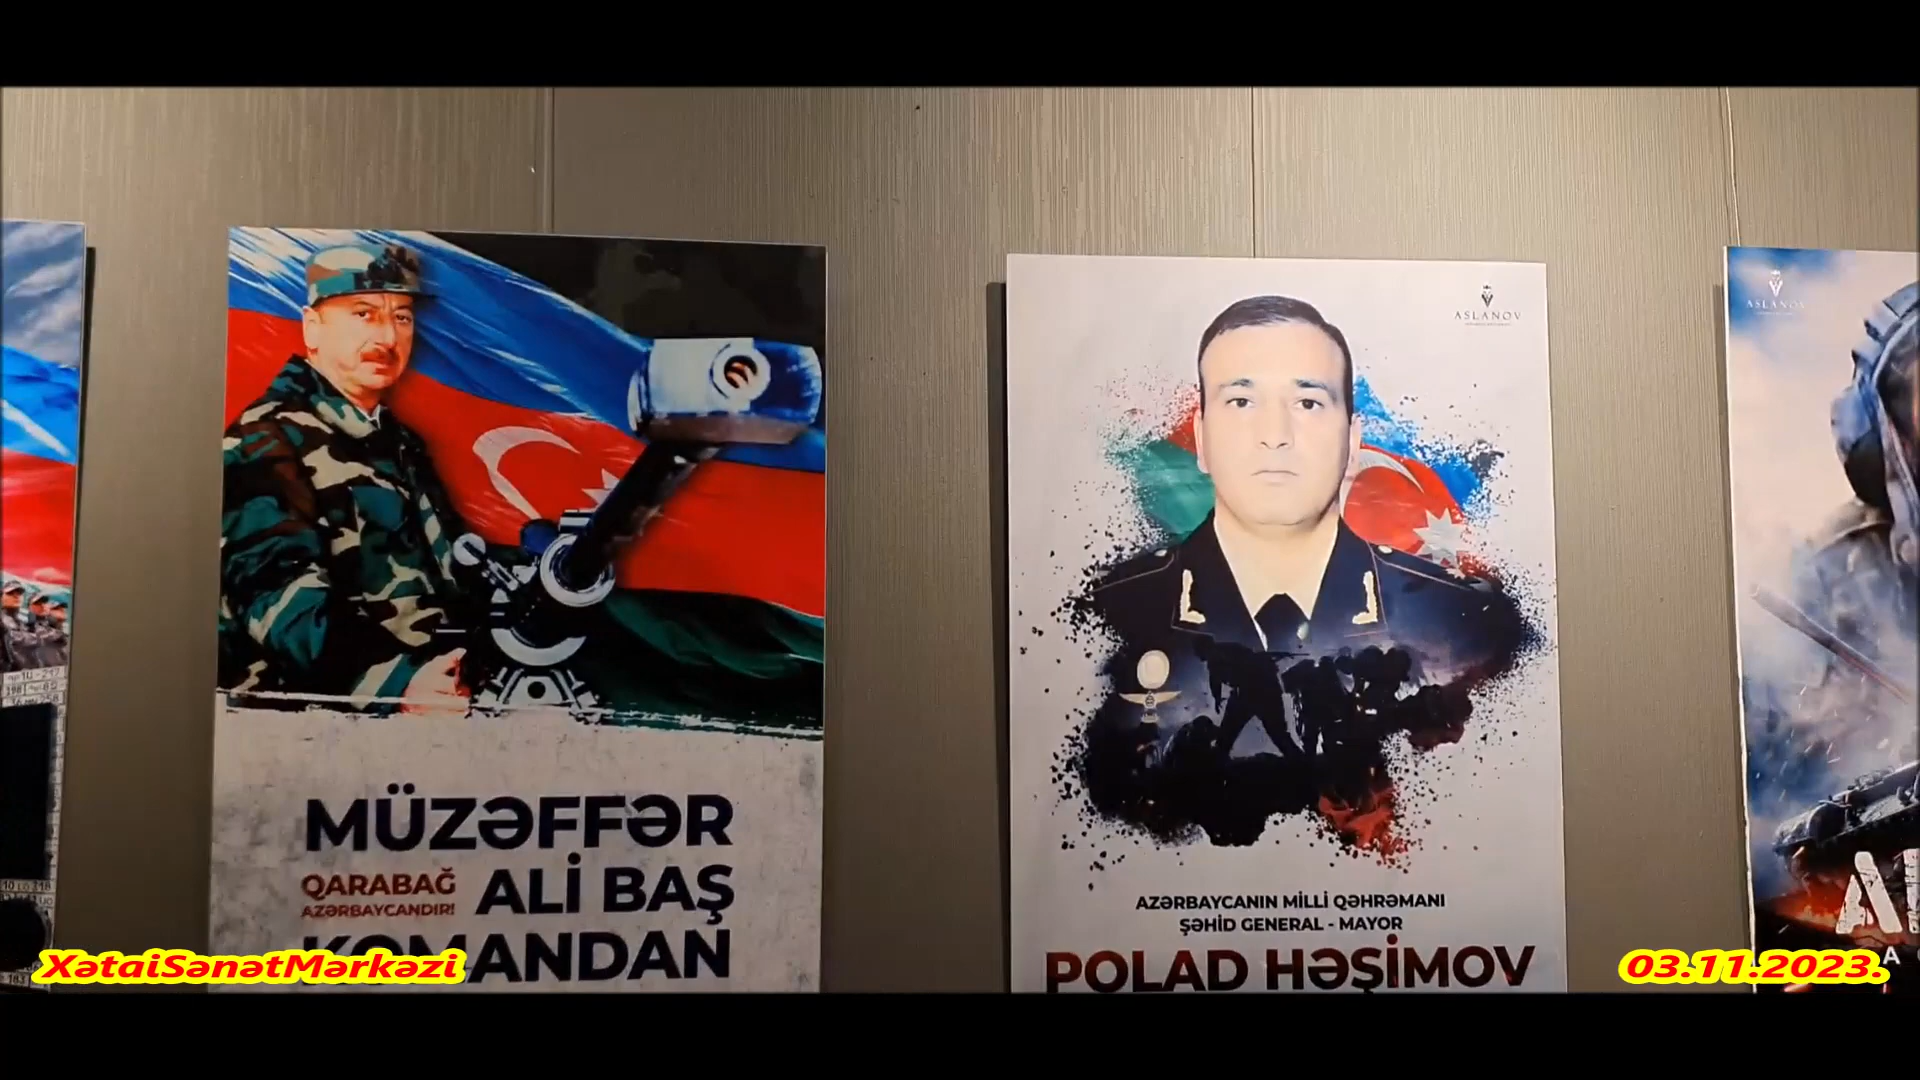 MÜZƏFFƏR
QARABAĞ
AZƏRBAYCANDIR!
ALİ BAŞ
KOMANDAN
ASLANOV
AZƏRBAYCANIN MİLLİ QƏHRƏMANI
ŞƏHİD GENERAL - MAYOR
POLAD HƏŞİMOV
ASLANOV
XətaiSənətMərkəzi
03.11.2023.